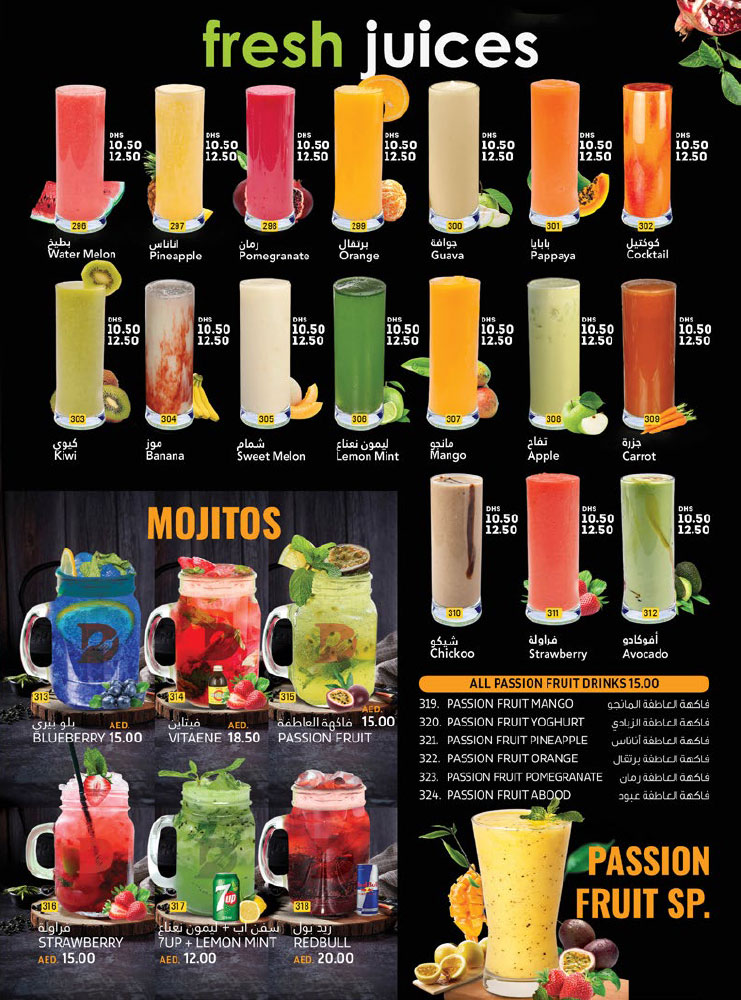 fresh juices
DHS
10.50
12.50
DHS
10.50
12.50
DHS
10.50
12.50
DHS
10.50
12.50
DHS
10.50
12.50
DHS
10.50
12.50
DHS
10.50
12.50
296
297
298
299
300
301
302
بطيخ
Water Melon
اناناس
Pineapple
رمان
Pomegranate
برتقال
Orange
جوافة
Guava
بابايا
Pappaya
كوكتيل
Cocktail
DHS
10.50
12.50
DHS
10.50
12.50
DHS
10.50
12.50
DHS
10.50
12.50
DHS
10.50
12.50
DHS
10.50
12.50
DHS
10.50
12.50
303
304
305
306
307
308
309
كيوي
Kiwi
موز
Banana
شمام
Sweet Melon
ليمون نعناع
Lemon Mint
مانجو
Mango
تفاح
Apple
جزرة
Carrot
DHS
10.50
12.50
DHS
10.50
12.50
DHS
10.50
12.50
310
311
312
شيكو
Chickoo
فراولة
Strawberry
أفوكادو
Avocado
MOJITOS
313
314
315
بلو بيري
AED.
BLUEBERRY 15.00
فيتاين
AED.
VITAENE 18.50
AED.
فاكهة العاطفة 15.00
PASSION FRUIT
7up
Red Bull
316
317
318
فراولة
STRAWBERRY
AED. 15.00
سفن أب + ليمون نعناع
7UP + LEMON MINT
AED. 12.00
ريد بول
REDBULL
AED. 20.00
ALL PASSION FRUIT DRINKS 15.00
319. PASSION FRUIT MANGO فاكهة العاطفة المانجو
320. PASSION FRUIT YOGHURT فاكهة العاطفة الزبادي
321. PASSION FRUIT PINEAPPLE فاكهة العاطفة أناناس
322. PASSION FRUIT ORANGE فاكهة العاطفة برتقال
323. PASSION FRUIT POMEGRANATE فاكهة العاطفة رمان
324. PASSION FRUIT ABOOD فاكهة العاطفة عبود
PASSION
FRUIT SP.